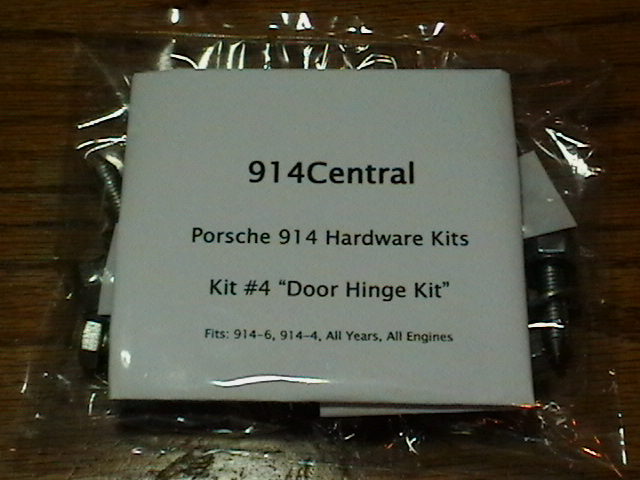 914Central
Porsche 914 Hardware Kits
Kit #4 “Door Hinge Kit”
Fits: 914-6, 914-4, All Years, All Engines